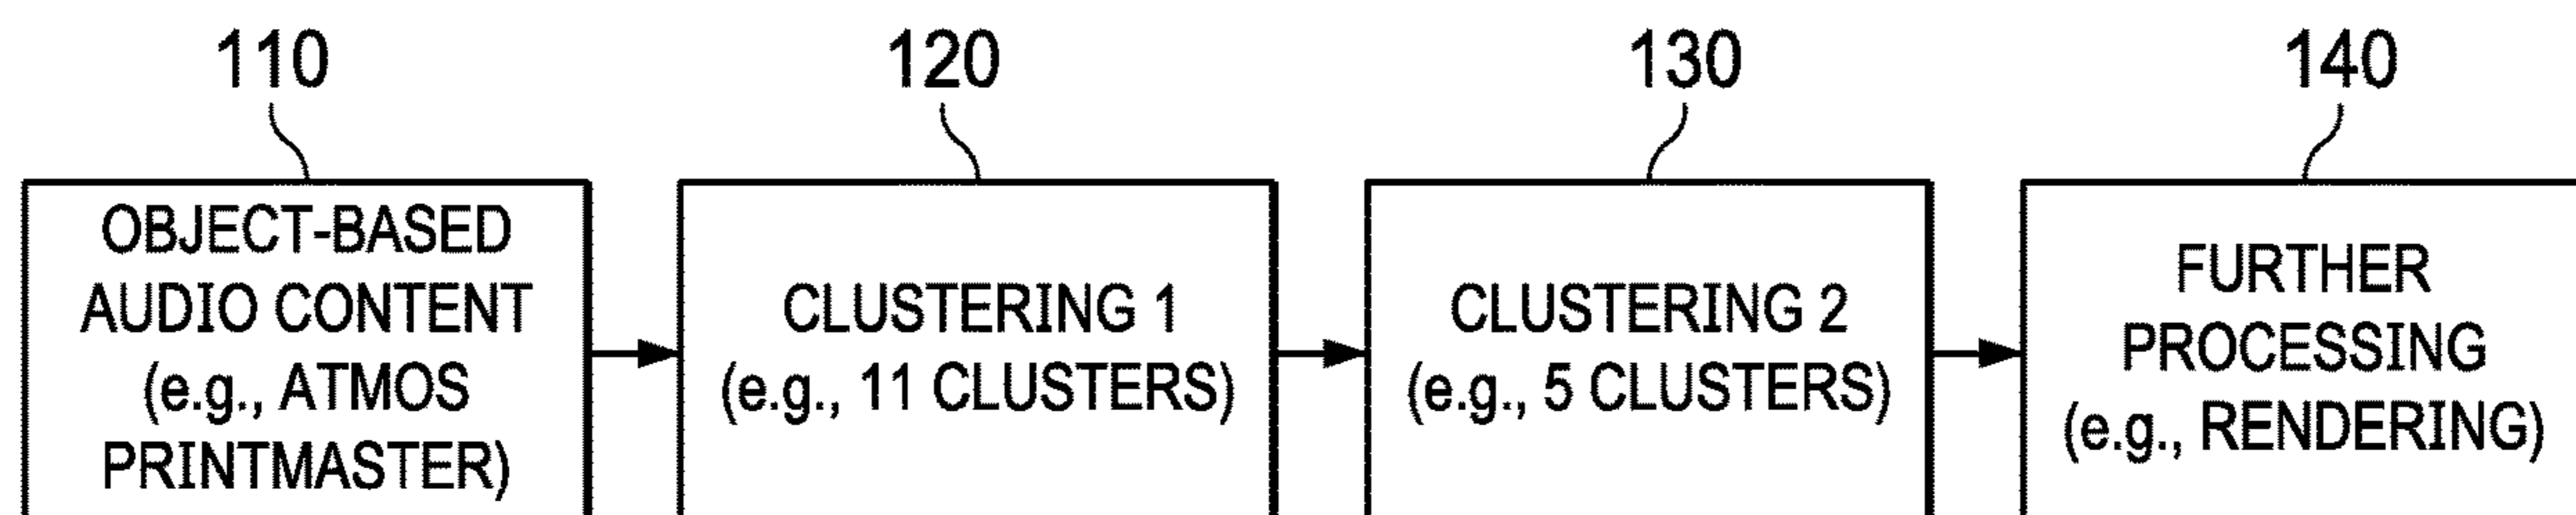 110
120
130
140
OBJECT-BASED
AUDIO CONTENT
(e.g., ATMOS
PRINTMASTER)
CLUSTERING 1
(e.g., 11 CLUSTERS)
CLUSTERING 2
(e.g., 5 CLUSTERS)
FURTHER
PROCESSING
(e.g., RENDERING)